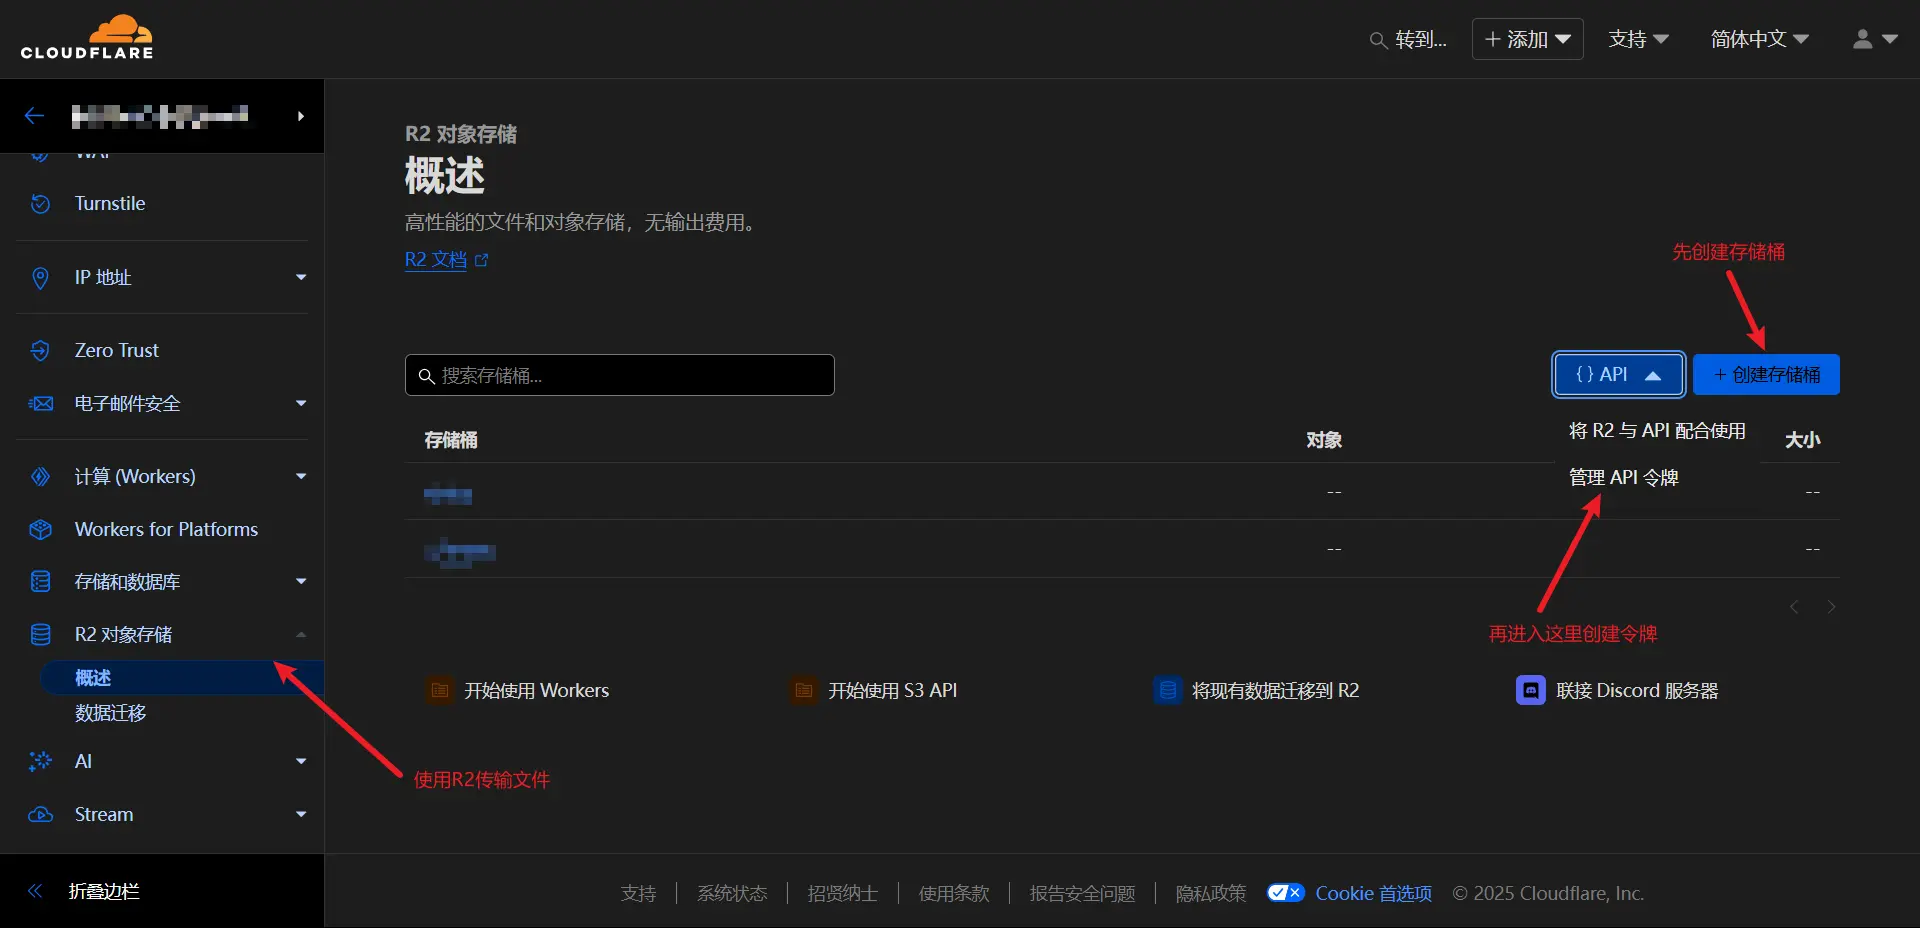 CLOUDFLARE
转到...
+ 添加
支持
简体中文
WAF
Turnstile
IP 地址
Zero Trust
电子邮件安全
计算 (Workers)
Workers for Platforms
存储和数据库
R2 对象存储
概述
数据迁移
AI
Stream
折叠边栏
R2 对象存储
概述
高性能的文件和对象存储，无输出费用。
R2 文档
先创建存储桶
搜索存储桶...
{ } API
+ 创建存储桶
将 R2 与 API 配合使用
管理 API 令牌
存储桶
对象
大小
-- --
-- --
再进入这里创建令牌
开始使用 Workers
开始使用 S3 API
将现有数据迁移到 R2
联接 Discord 服务器
使用R2传输文件
支持
系统状态
招贤纳士
使用条款
报告安全问题
隐私政策
Cookie 首选项
© 2025 Cloudflare, Inc.